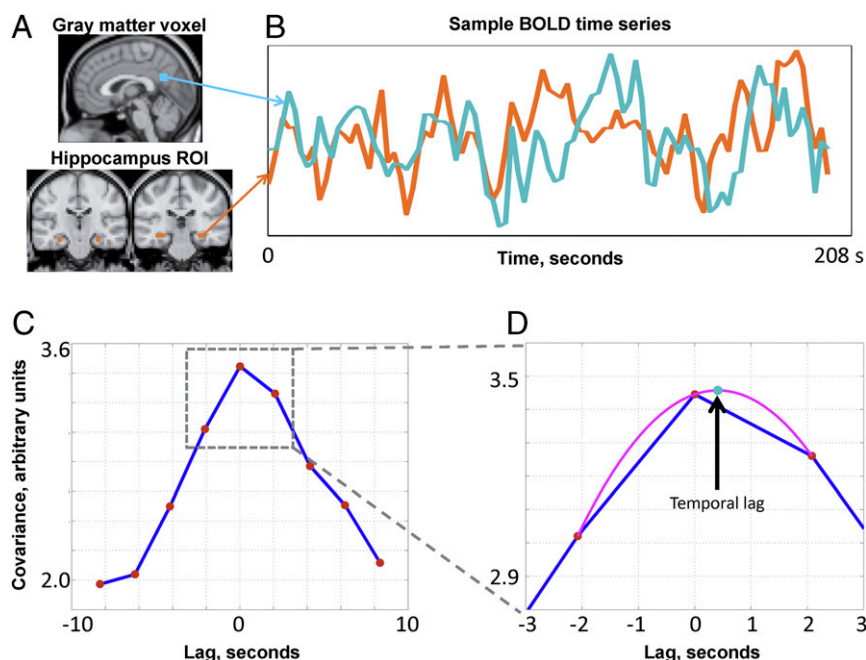 A
Gray matter voxel
Hippocampus ROI
B
Sample BOLD time series
0
Time, seconds
208 s
C
Covariance, arbitrary units
3.6
2.0
-10
0
10
Lag, seconds
D
3.5
2.9
Temporal lag
-3
-2
-1
0
1
2
3
Lag, seconds